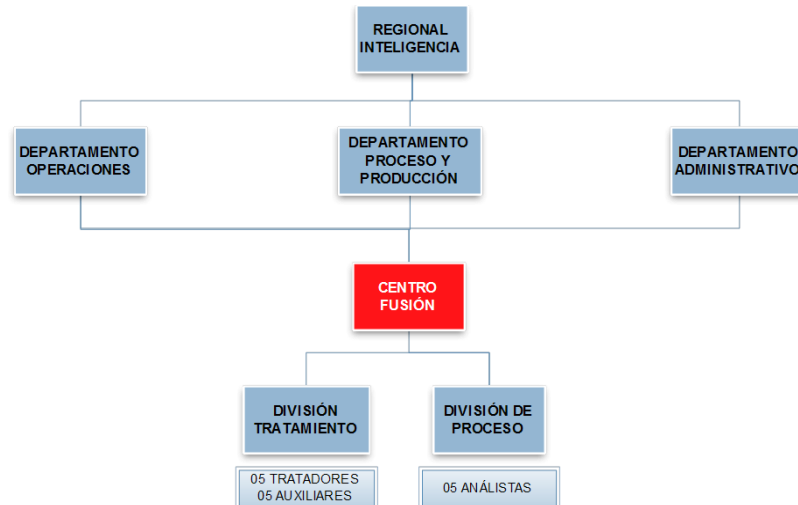 REGIONAL
INTELIGENCIA
DEPARTAMENTO
OPERACIONES
DEPARTAMENTO
PROCESO Y
PRODUCCIÓN
DEPARTAMENTO
ADMINISTRATIVO
CENTRO
FUSIÓN
DIVISIÓN
TRATAMIENTO
DIVISIÓN DE
PROCESO
05 TRATADORES
05 AUXILIARES
05 ANÁLISTAS